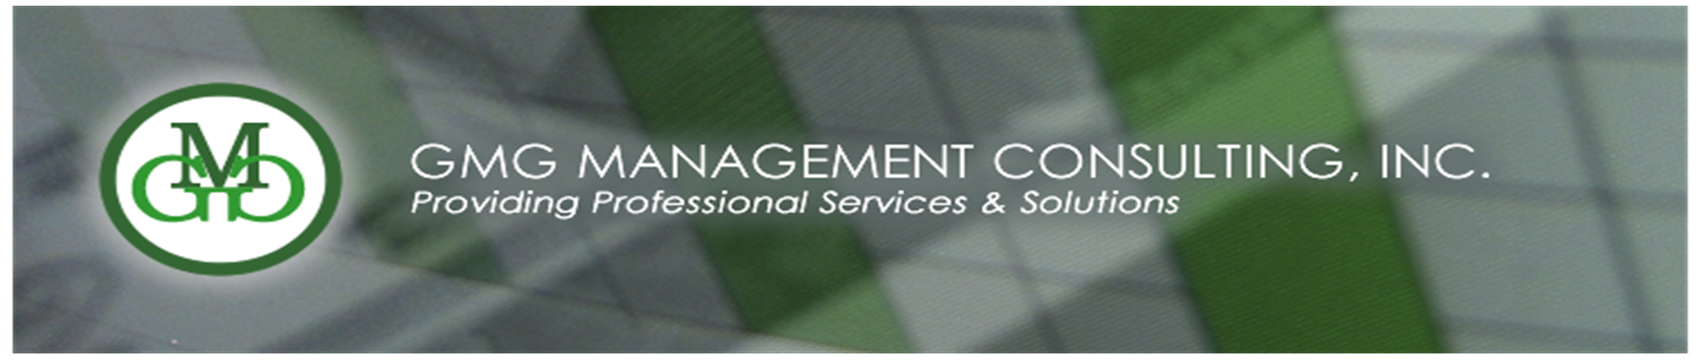 GMG
GMG MANAGEMENT CONSULTING, INC.
Providing Professional Services & Solutions